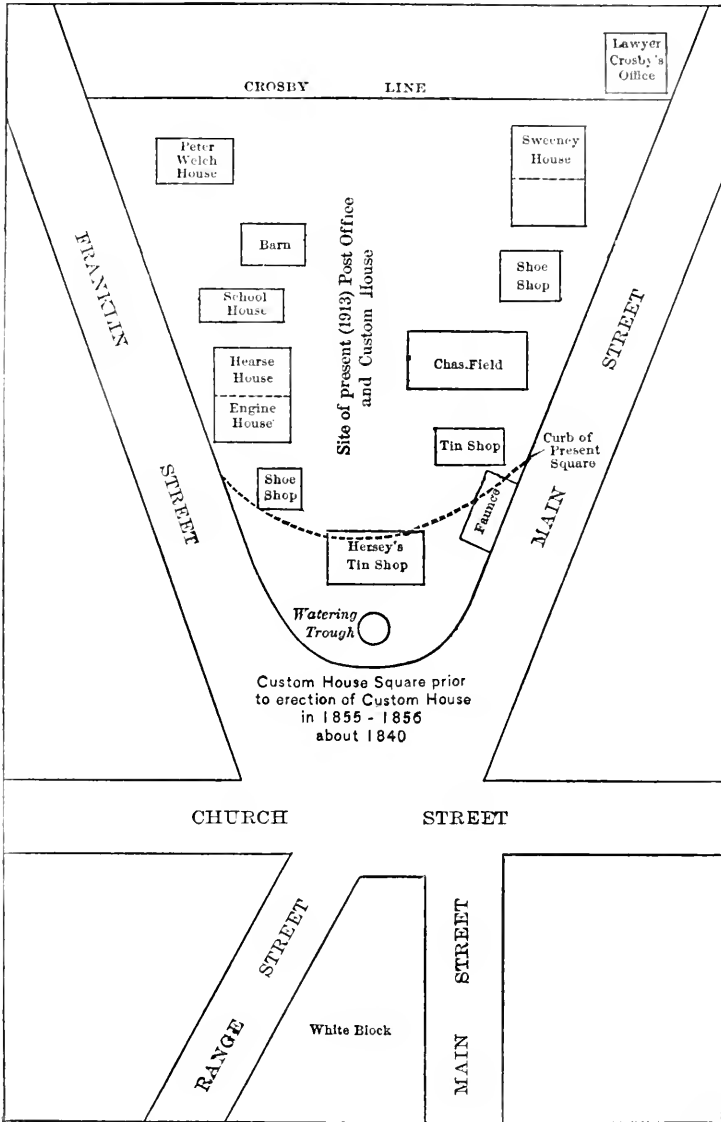 Lawyer
Crosby's
Office
CROSBY LINE
Peter
Welch
House
Sweeney
House
Barn
Site of present (1913) Post Office
and Custom House
Shoe
Shop
School
House
FRANKLIN
STREET
Hearse
House
Engine
House
Chas. Field
STREET
MAIN
Tin Shop
Curb of
Present
Square
Shoe
Shop
Faunce
Hersey's
Tin Shop
Watering
Trough
Custom House Square prior
to erection of Custom House
in 1855 - 1856
about 1840
CHURCH STREET
RANGE STREET
White Block
MAIN STREET